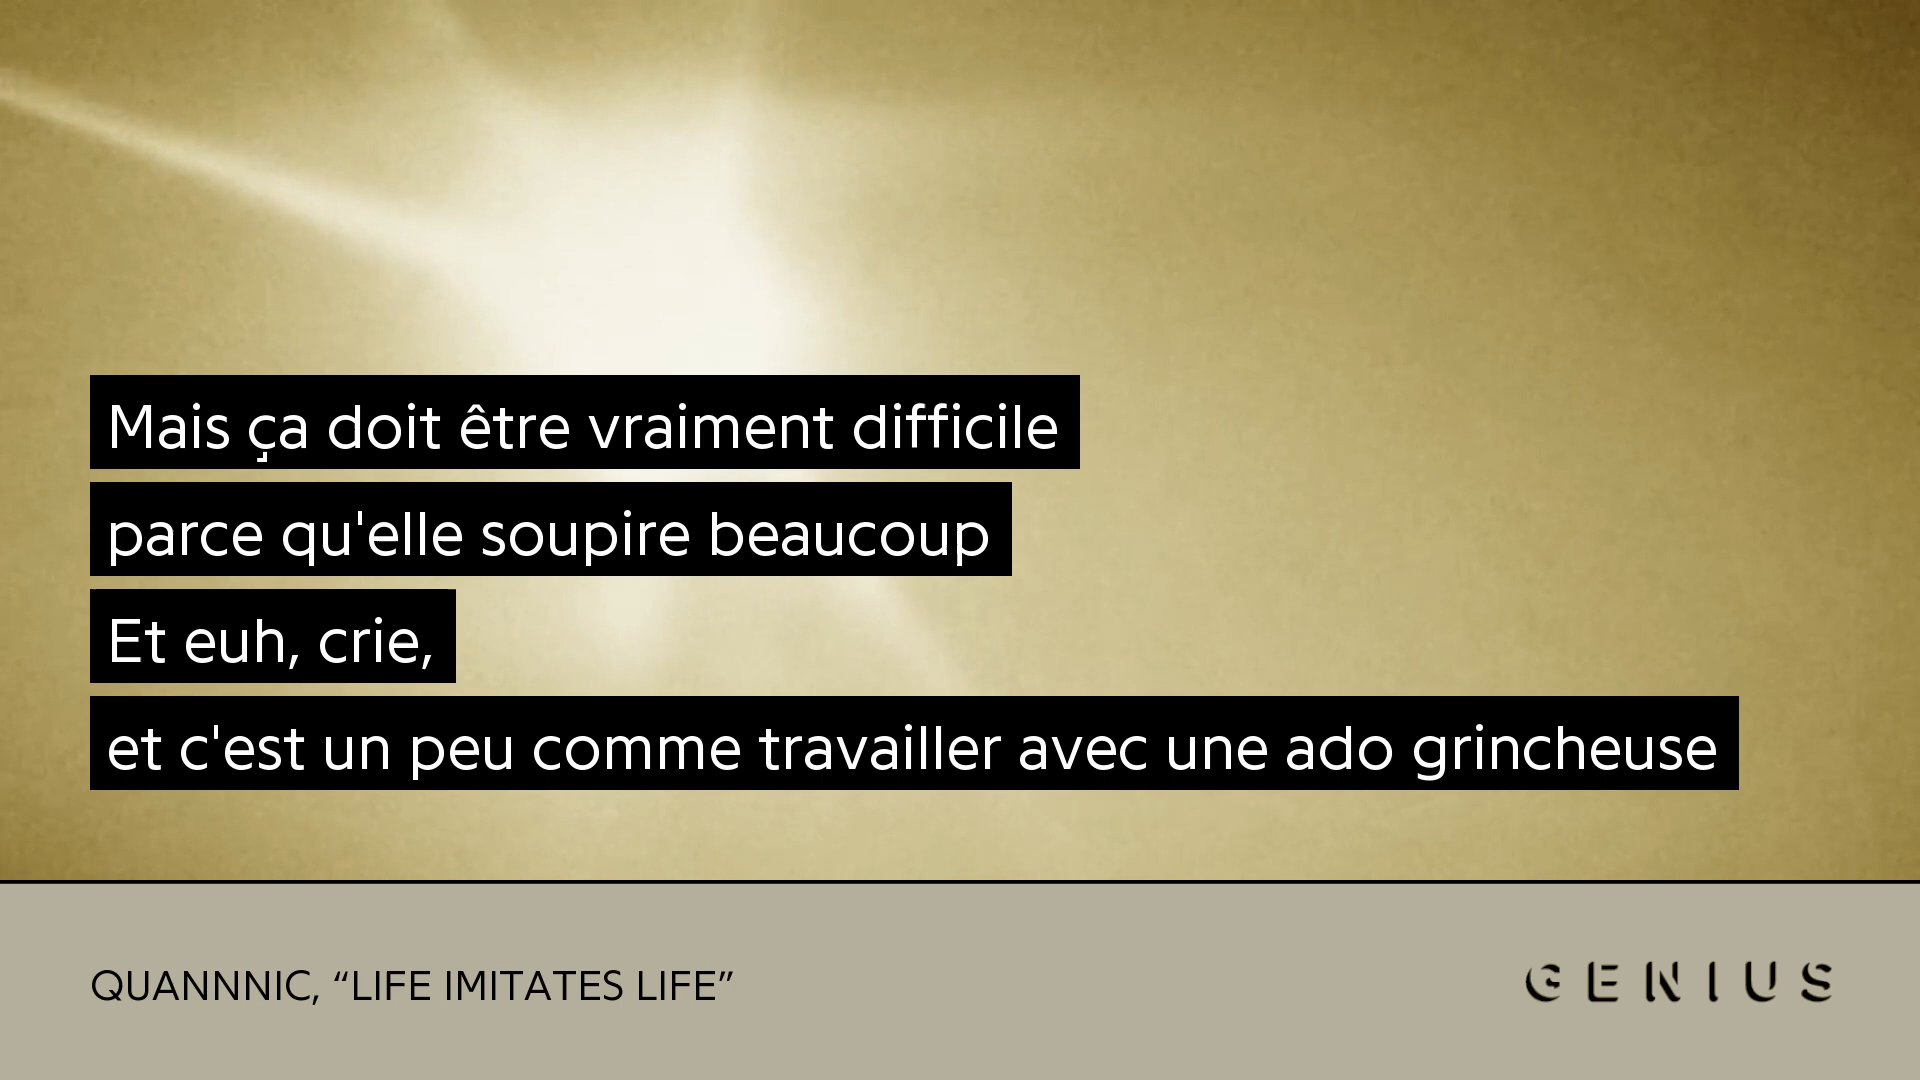 Mais ça doit être vraiment difficile
parce qu'elle soupire beaucoup
Et euh, crie,
et c'est un peu comme travailler avec une ado grincheuse
QUANNNIC, “LIFE IMITATES LIFE”
GENIUS